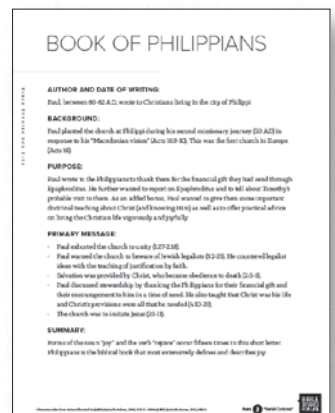 BOOK OF PHILIPPIANS
AUTHOR AND DATE OF WRITING:
Paul, between 60-62 AD, wrote to Christians living in the city of Philippi
BACKGROUND:
Paul planted the church at Philippi during his second missionary journey (50 AD) in
response to his "Macedonian vision" (Acts 16:9-10). This was the first church in Europe
(Acts 16)
PURPOSE:
Paul wrote to the Philippians to thank them for the financial gift they had sent through
Epaphroditus. He further wanted to report on Epaphroditus and to tell about Timothy's
probable visit to them. As an added bonus, Paul wanted to give them some important
doctrinal teaching about Christ (and knowing Him) as well as to offer practical advice
on living the Christian life vigorously and joyfully.
PRIMARY MESSAGE:
- Paul exhorted the church to unity (1:27-2:18).
- Paul warned the church to beware of Jewish legalists (3:2-21). He countered legalist
ideas with the teaching of justification by faith.
- Salvation was provided by Christ, who became obedience to death (2:5-8).
- Paul discussed stewardship by thanking the Philippians for their financial gift and
their encouragement to him in a time of need. He also taught that Christ was his life
and Christ's provisions were all that he needed (4:10-20).
- The church was to imitate Jesus
SUMMARY:
Forms of the noun "joy" and the verb "rejoice" occur fifteen times in this short letter.
Philippians is the biblical book that most extensively defines and describes joy.
BIBLE